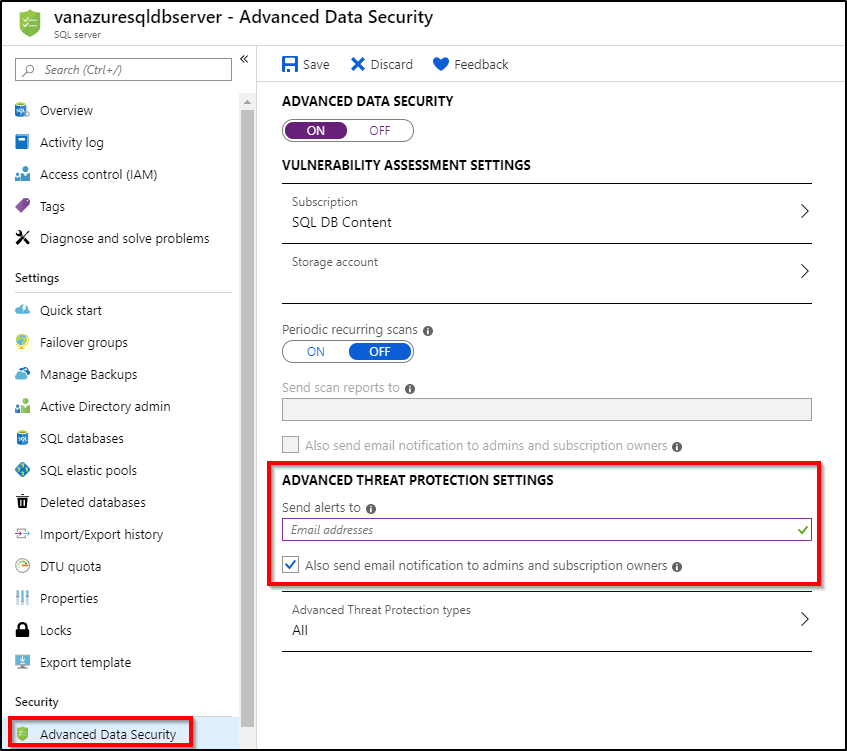 vanazuresqldbserver - Advanced Data Security
SQL server
Search (Ctrl+/)
«
Overview
Activity log
Access control (IAM)
Tags
Diagnose and solve problems
Settings
Quick start
Failover groups
Manage Backups
Active Directory admin
SQL databases
SQL elastic pools
Deleted databases
Import/Export history
DTU quota
Properties
Locks
Export template
Security
Advanced Data Security
Save Discard Feedback
ADVANCED DATA SECURITY
ON OFF
VULNERABILITY ASSESSMENT SETTINGS
Subscription
SQL DB Content
Storage account
Periodic recurring scans
ON OFF
Send scan reports to
Also send email notification to admins and subscription owners
ADVANCED THREAT PROTECTION SETTINGS
Send alerts to
Email addresses
Also send email notification to admins and subscription owners
Advanced Threat Protection types
All